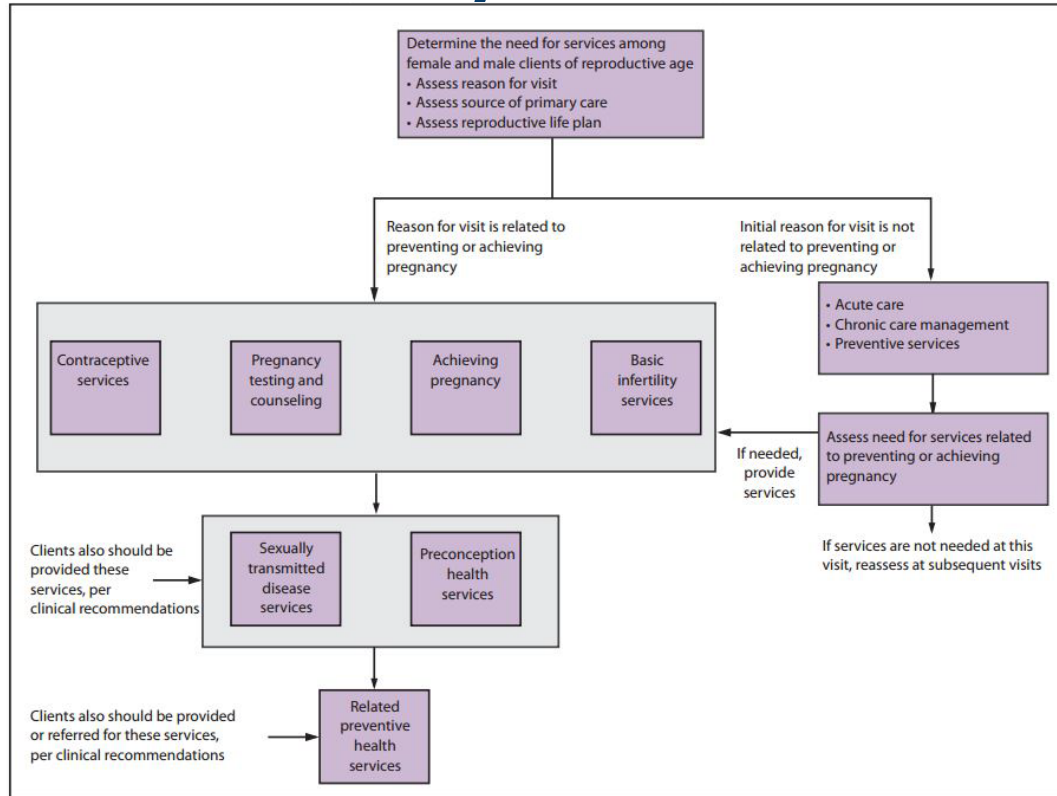 Determine the need for services among
female and male clients of reproductive age
• Assess reason for visit
• Assess source of primary care
• Assess reproductive life plan
Reason for visit is related to
preventing or achieving
pregnancy
Initial reason for visit is not
related to preventing or
achieving pregnancy
• Acute care
• Chronic care management
• Preventive services
Contraceptive
services
Pregnancy
testing and
counseling
Achieving
pregnancy
Basic
infertility
services
Assess need for services related
to preventing or achieving
pregnancy
If needed,
provide
services
If services are not needed at this
visit, reassess at subsequent visits
Clients also should be
provided these
services, per
clinical recommendations
Sexually
transmitted
disease
services
Preconception
health
services
Clients also should be provided
or referred for these services,
per clinical recommendations
Related
preventive
health
services